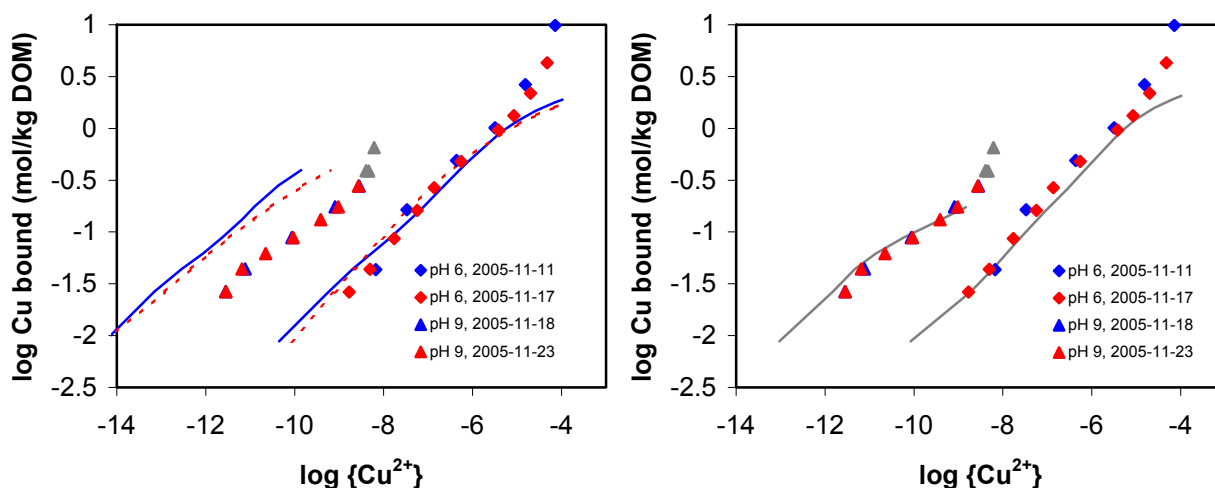 log Cu bound (mol/kg DOM)
1
0.5
0
-0.5
-1
-1.5
-2
-2.5
-14
-12
-10
-8
-6
-4
log {Cu2+}
pH 6, 2005-11-11
pH 6, 2005-11-17
pH 9, 2005-11-18
pH 9, 2005-11-23
log Cu bound (mol/kg DOM)
1
0.5
0
-0.5
-1
-1.5
-2
-2.5
-14
-12
-10
-8
-6
-4
log {Cu2+}
pH 6, 2005-11-11
pH 6, 2005-11-17
pH 9, 2005-11-18
pH 9, 2005-11-23